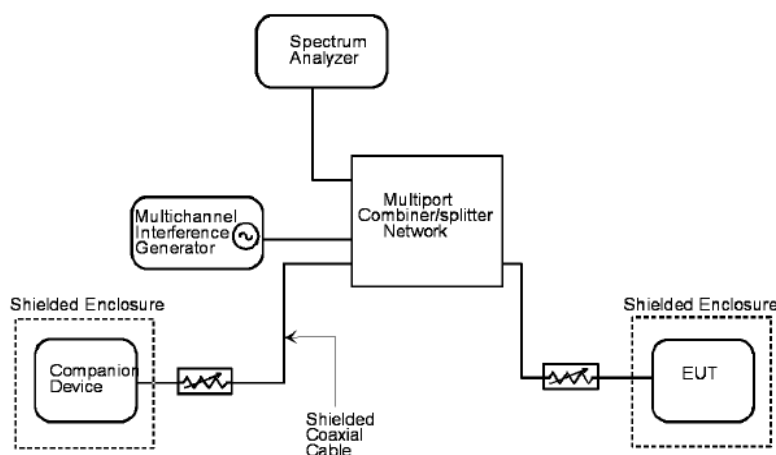 Spectrum
Analyzer
Multiport
Combiner/splitter
Network
Multichannel
Interference
Generator
Shielded Enclosure
Shielded Enclosure
Companion
Device
EUT
Shielded
Coaxial
Cable